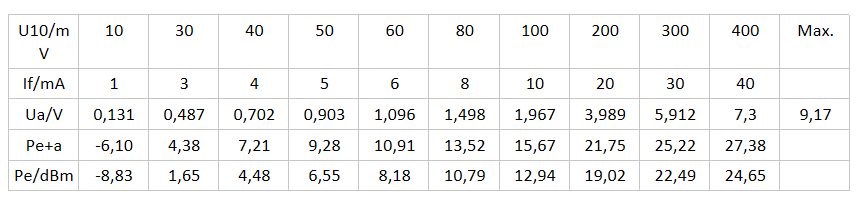 U10/m V 10 30 40 50 60 80 100 200 300 400 Max.
If/mA 1 3 4 5 6 8 10 20 30 40
Ua/V 0,131 0,487 0,702 0,903 1,096 1,498 1,967 3,989 5,912 7,3 9,17
Pe+a -6,10 4,38 7,21 9,28 10,91 13,52 15,67 21,75 25,22 27,38
Pe/dBm -8,83 1,65 4,48 6,55 8,18 10,79 12,94 19,02 22,49 24,65